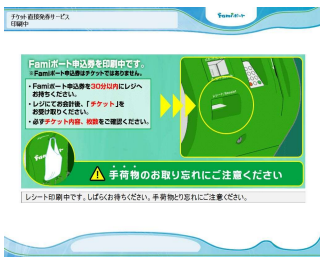 チケット直接発券サービス
印刷中
Famiポート
Famiポート申込券を印刷中です。
※Famiポート申込券はチケットではありません。
・Famiポート申込券を30分以内にレジへ
お持ちください。
・レジにてお会計後、「チケット」を
お受取りください。
・必ずチケット内容、枚数をご確認ください。
手荷物のお取り忘れにご注意ください
レシート印刷中です。しばらくお待ちください。手荷物とり忘れにご注意ください。